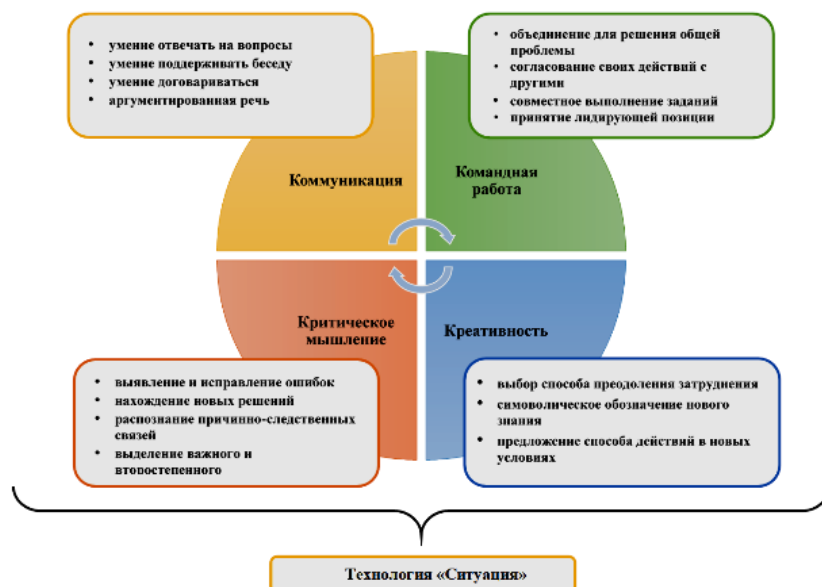 • умение отвечать на вопросы
• умение поддерживать беседу
• умение договариваться
• аргументированная речь
• объединение для решения общей
проблемы
• согласование своих действий с
другими
• совместное выполнение заданий
• принятие лидирующей позиции
Коммуникация
Командная
работа
Критическое
мышление
Креативность
• выявление и исправление ошибок
• нахождение новых решений
• распознание причинно-следственных
связей
• выделение важного и
второстепенного
• выбор способа преодоления затруднения
• симоволическое обозначение нового
знания
• предложение способа действий в новых
условиях
Технология «Ситуация»